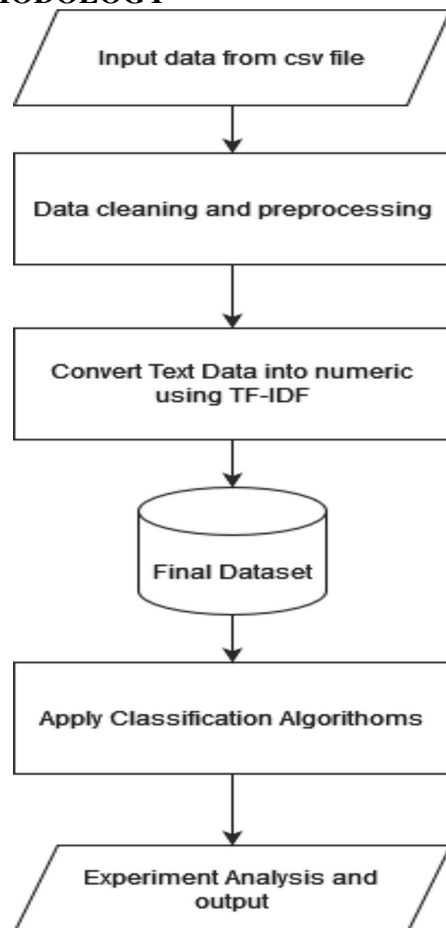 Input data from csv file
Data cleaning and preprocessing
Convert Text Data into numeric
using TF-IDF
Final Dataset
Apply Classification Algorithoms
Experiment Analysis and
output